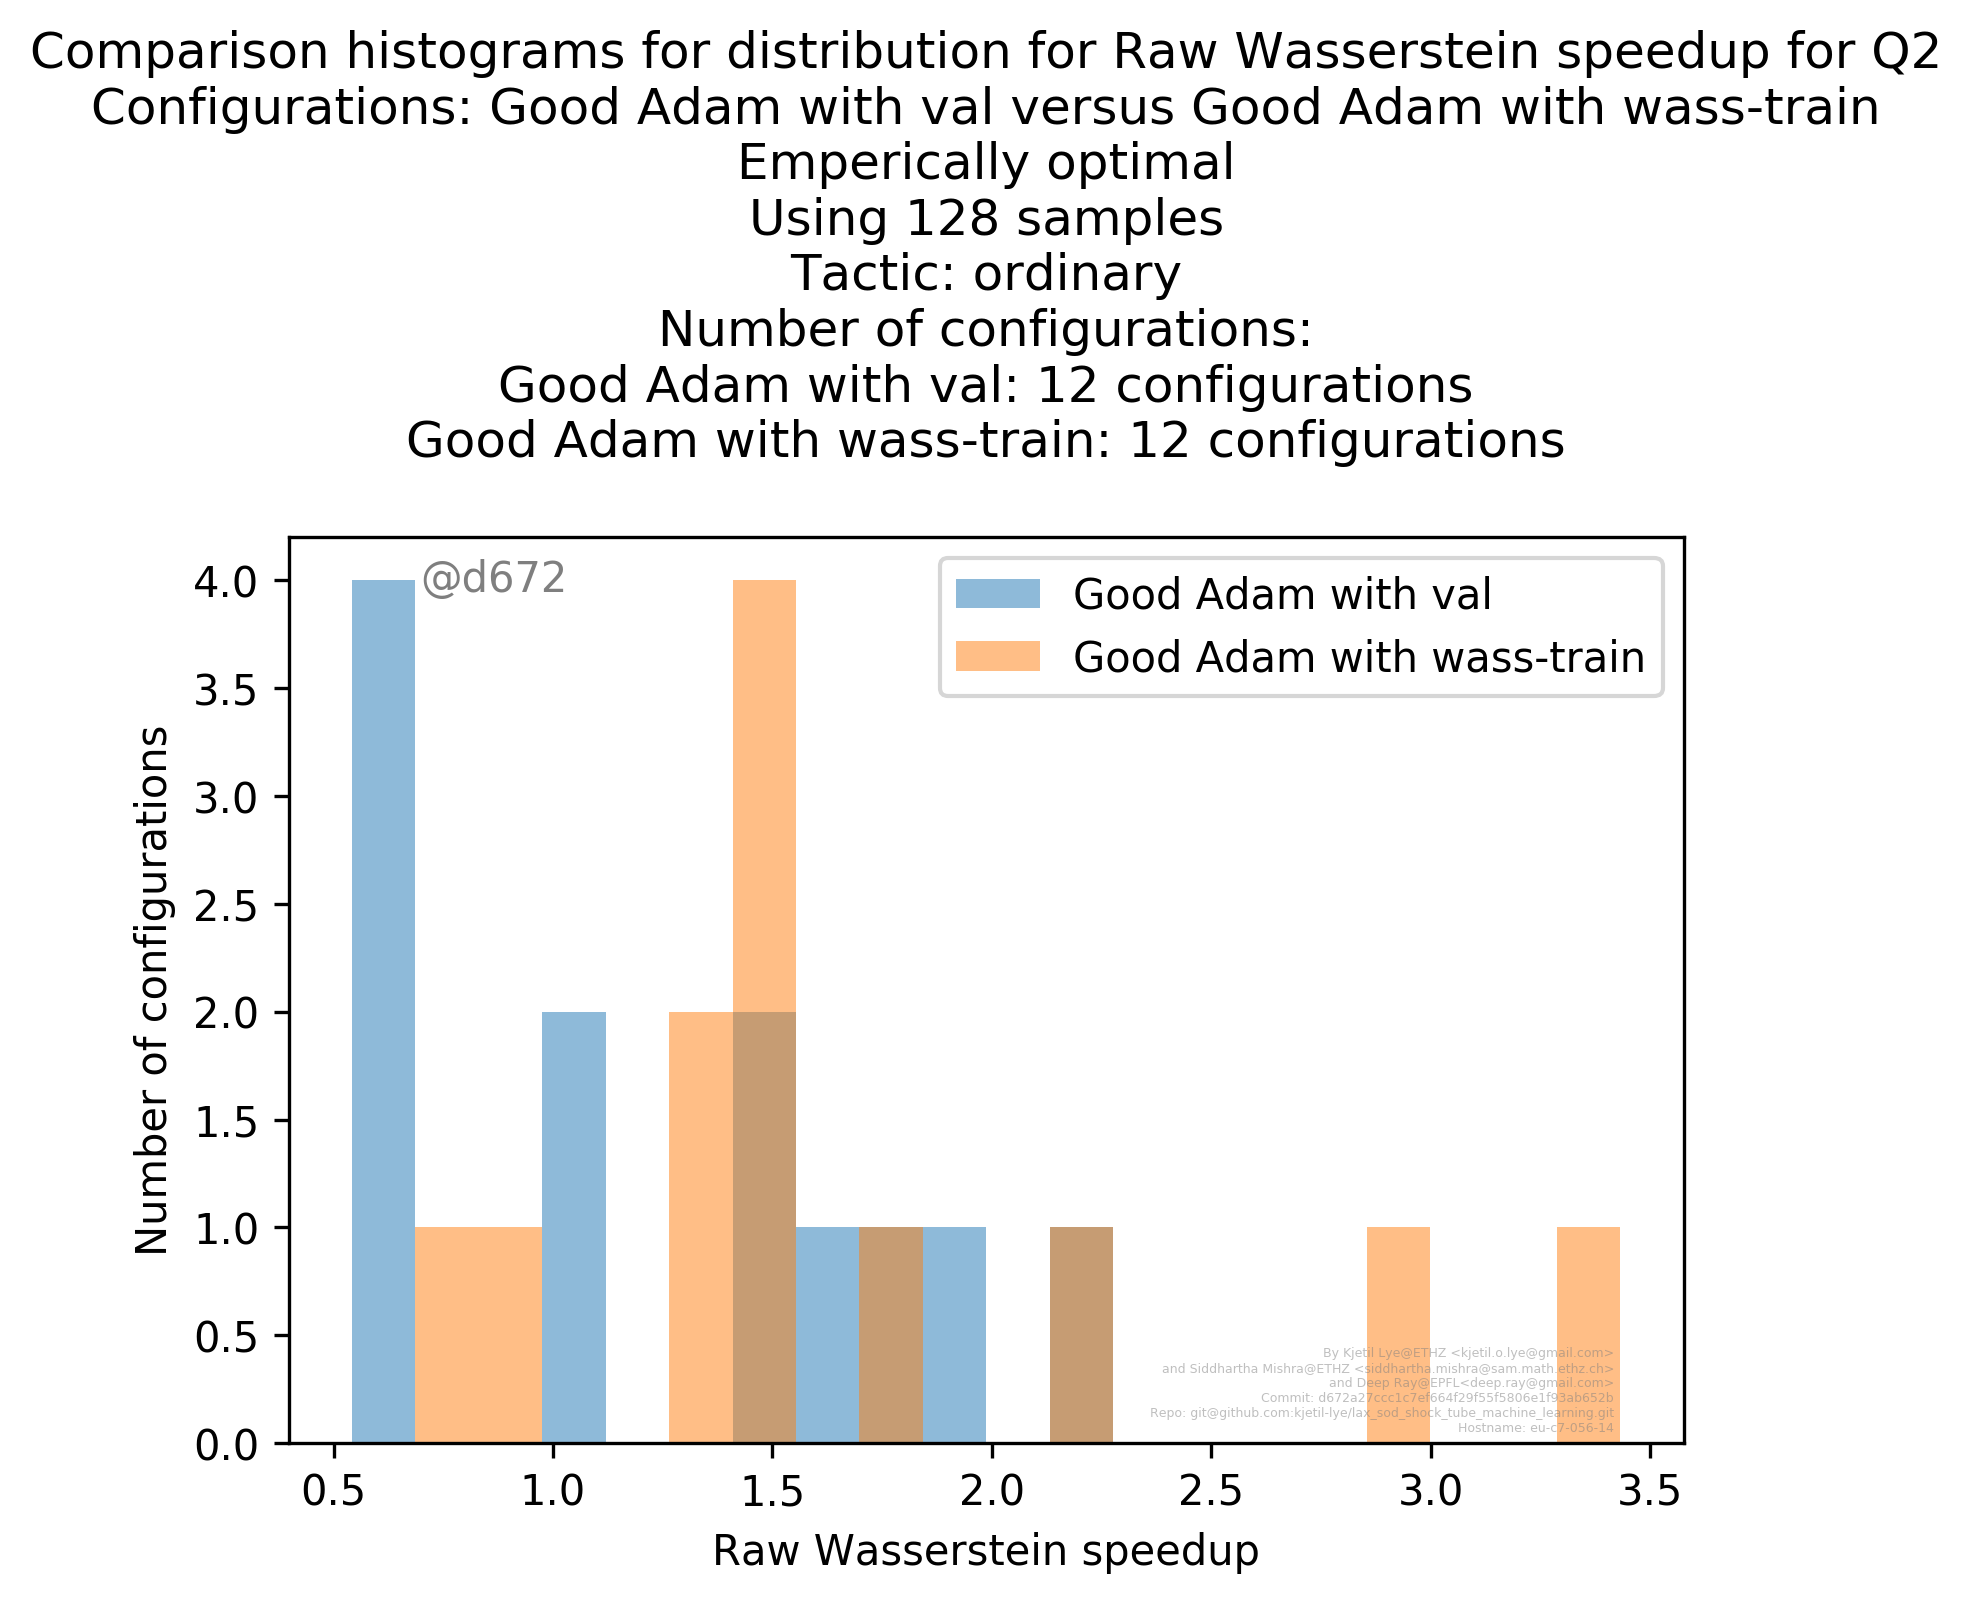 Comparison histograms for distribution for Raw Wasserstein speedup for Q2
Configurations: Good Adam with val versus Good Adam with wass-train
Emperically optimal
Using 128 samples
Tactic: ordinary
Number of configurations:
Good Adam with val: 12 configurations
Good Adam with wass-train: 12 configurations
@d672
Good Adam with val
Good Adam with wass-train
4.0
3.5
3.0
2.5
2.0
1.5
1.0
0.5
0.0
Number of configurations
By Kjetil Lye@ETHZ <kjetil.o.lye@gmail.com>
and Siddhartha Mishra@ETHZ <siddhartha.mishra@sam.math.ethz.ch>
and Deep Ray@EPFL<deep.ray@gmail.com>
Commit: d672a27ccc1c7ef664f29f55f5806e1f93ab652b
Repo: git@github.com:kjetil-lye/lax_sod_shock_tube_machine_learning.git
Hostname: eu-c7-056-14
0.5 1.0 1.5 2.0 2.5 3.0 3.5
Raw Wasserstein speedup